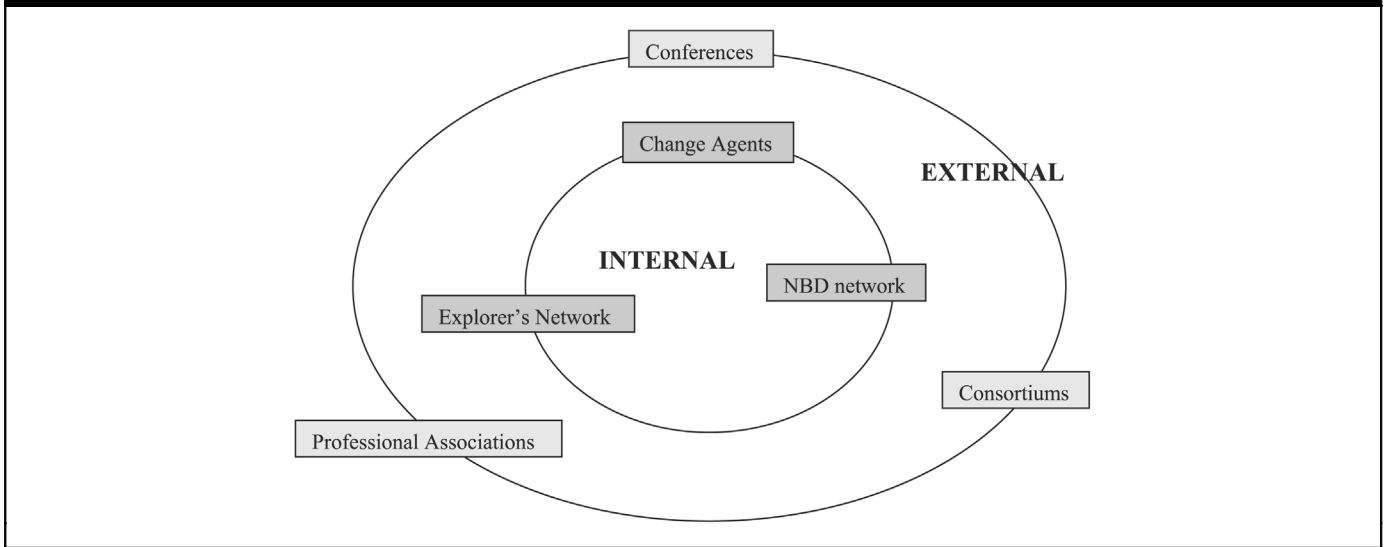 Conferences
Change Agents
EXTERNAL
INTERNAL
NBD network
Explorer’s Network
Consortiums
Professional Associations